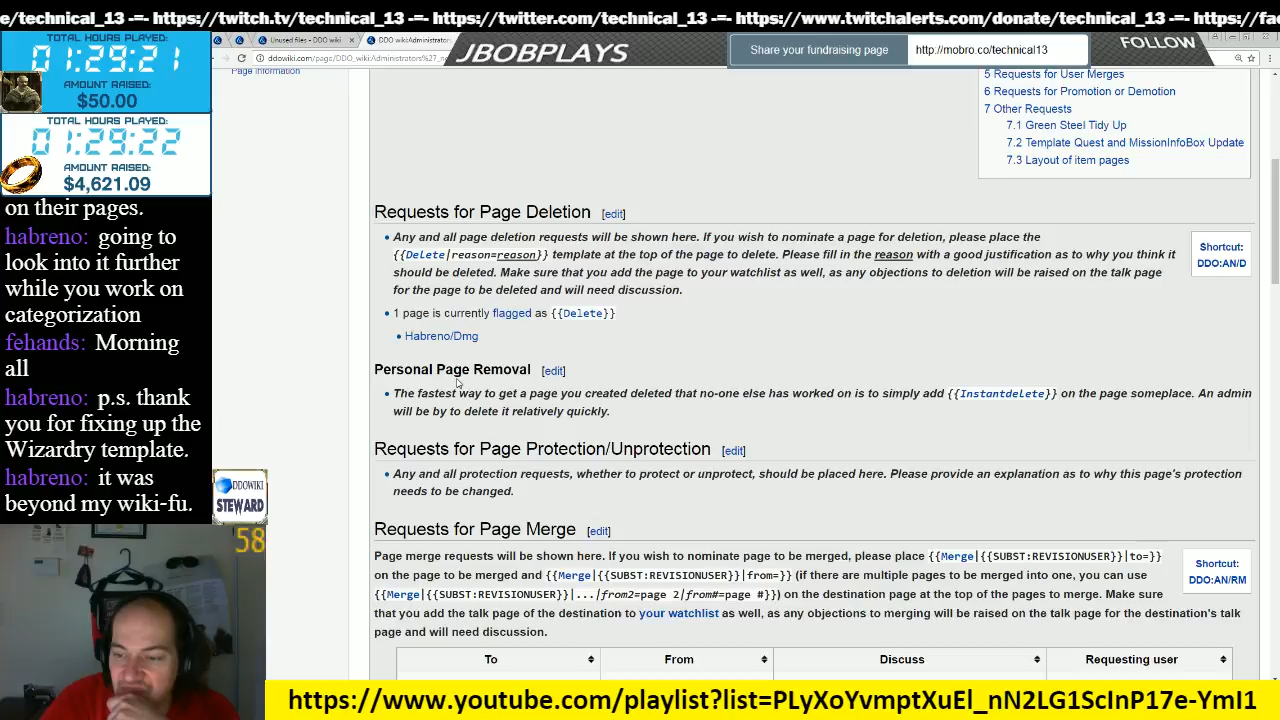 e/technical_13 -=- https://twitch.tv/technical_13 -=- https://twitter.com/technical_13 -=- https://www.twitchalerts.com/donate/technical_13 -=- https://fa
TOTAL HOURS PLAYED:
01:29:21
AMOUNT RAISED:
$50.00
TOTAL HOURS PLAYED:
01:29:22
AMOUNT RAISED:
$4,621.09
on their pages.
habreno: going to
look into it further
while you work on
categorization
fehands: Morning
all
habreno: p.s. thank
you for fixing up the
Wizardry template.
habreno: it was
beyond my wiki-fu.
DDOWIKI
STEWARD
58
Unused files - DDO wiki
DDO wiki:Administrators
JBOBPLAYS
Share your fundraising page
http://mobro.co/technical13
FOLLOW
ddowiki.com/page/DDO_wiki:Administrators%27_n
Page information
5 Requests for User Merges
6 Requests for Promotion or Demotion
7 Other Requests
7.1 Green Steel Tidy Up
7.2 Template Quest and MissionInfoBox Update
7.3 Layout of item pages
Requests for Page Deletion [edit]
Any and all page deletion requests will be shown here. If you wish to nominate a page for deletion, please place the
{{Delete|reason=reason}} template at the top of the page to delete. Please fill in the reason with a good justification as to why you think it
should be deleted. Make sure that you add the page to your watchlist as well, as any objections to deletion will be raised on the talk page
for the page to be deleted and will need discussion.
Shortcut:
DDO:AN/D
1 page is currently flagged as {{Delete}}
Habreno/Dmg
Personal Page Removal [edit]
The fastest way to get a page you created deleted that no-one else has worked on is to simply add {{Instantdelete}} on the page someplace. An admin
will be by to delete it relatively quickly.
Requests for Page Protection/Unprotection [edit]
Any and all protection requests, whether to protect or unprotect, should be placed here. Please provide an explanation as to why this page's protection
needs to be changed.
Requests for Page Merge [edit]
Page merge requests will be shown here. If you wish to nominate page to be merged, please place {{Merge|{{SUBST:REVISIONUSER}}|to=}}
on the page to be merged and {{Merge|{{SUBST:REVISIONUSER}}|from=}} (if there are multiple pages to be merged into one, you can use
{{Merge|{{SUBST:REVISIONUSER}}|...|from2=page 2|from#=page #}}) on the destination page at the top of the pages to merge. Make sure
that you add the talk page of the destination to your watchlist as well, as any objections to merging will be raised on the talk page for the destination's talk
page and will need discussion.
Shortcut:
DDO:AN/RM
To
From
Discuss
Requesting user
https://www.youtube.com/playlist?list=PLyXoYvmptXuEl_nN2LG1ScInP17e-YmI1